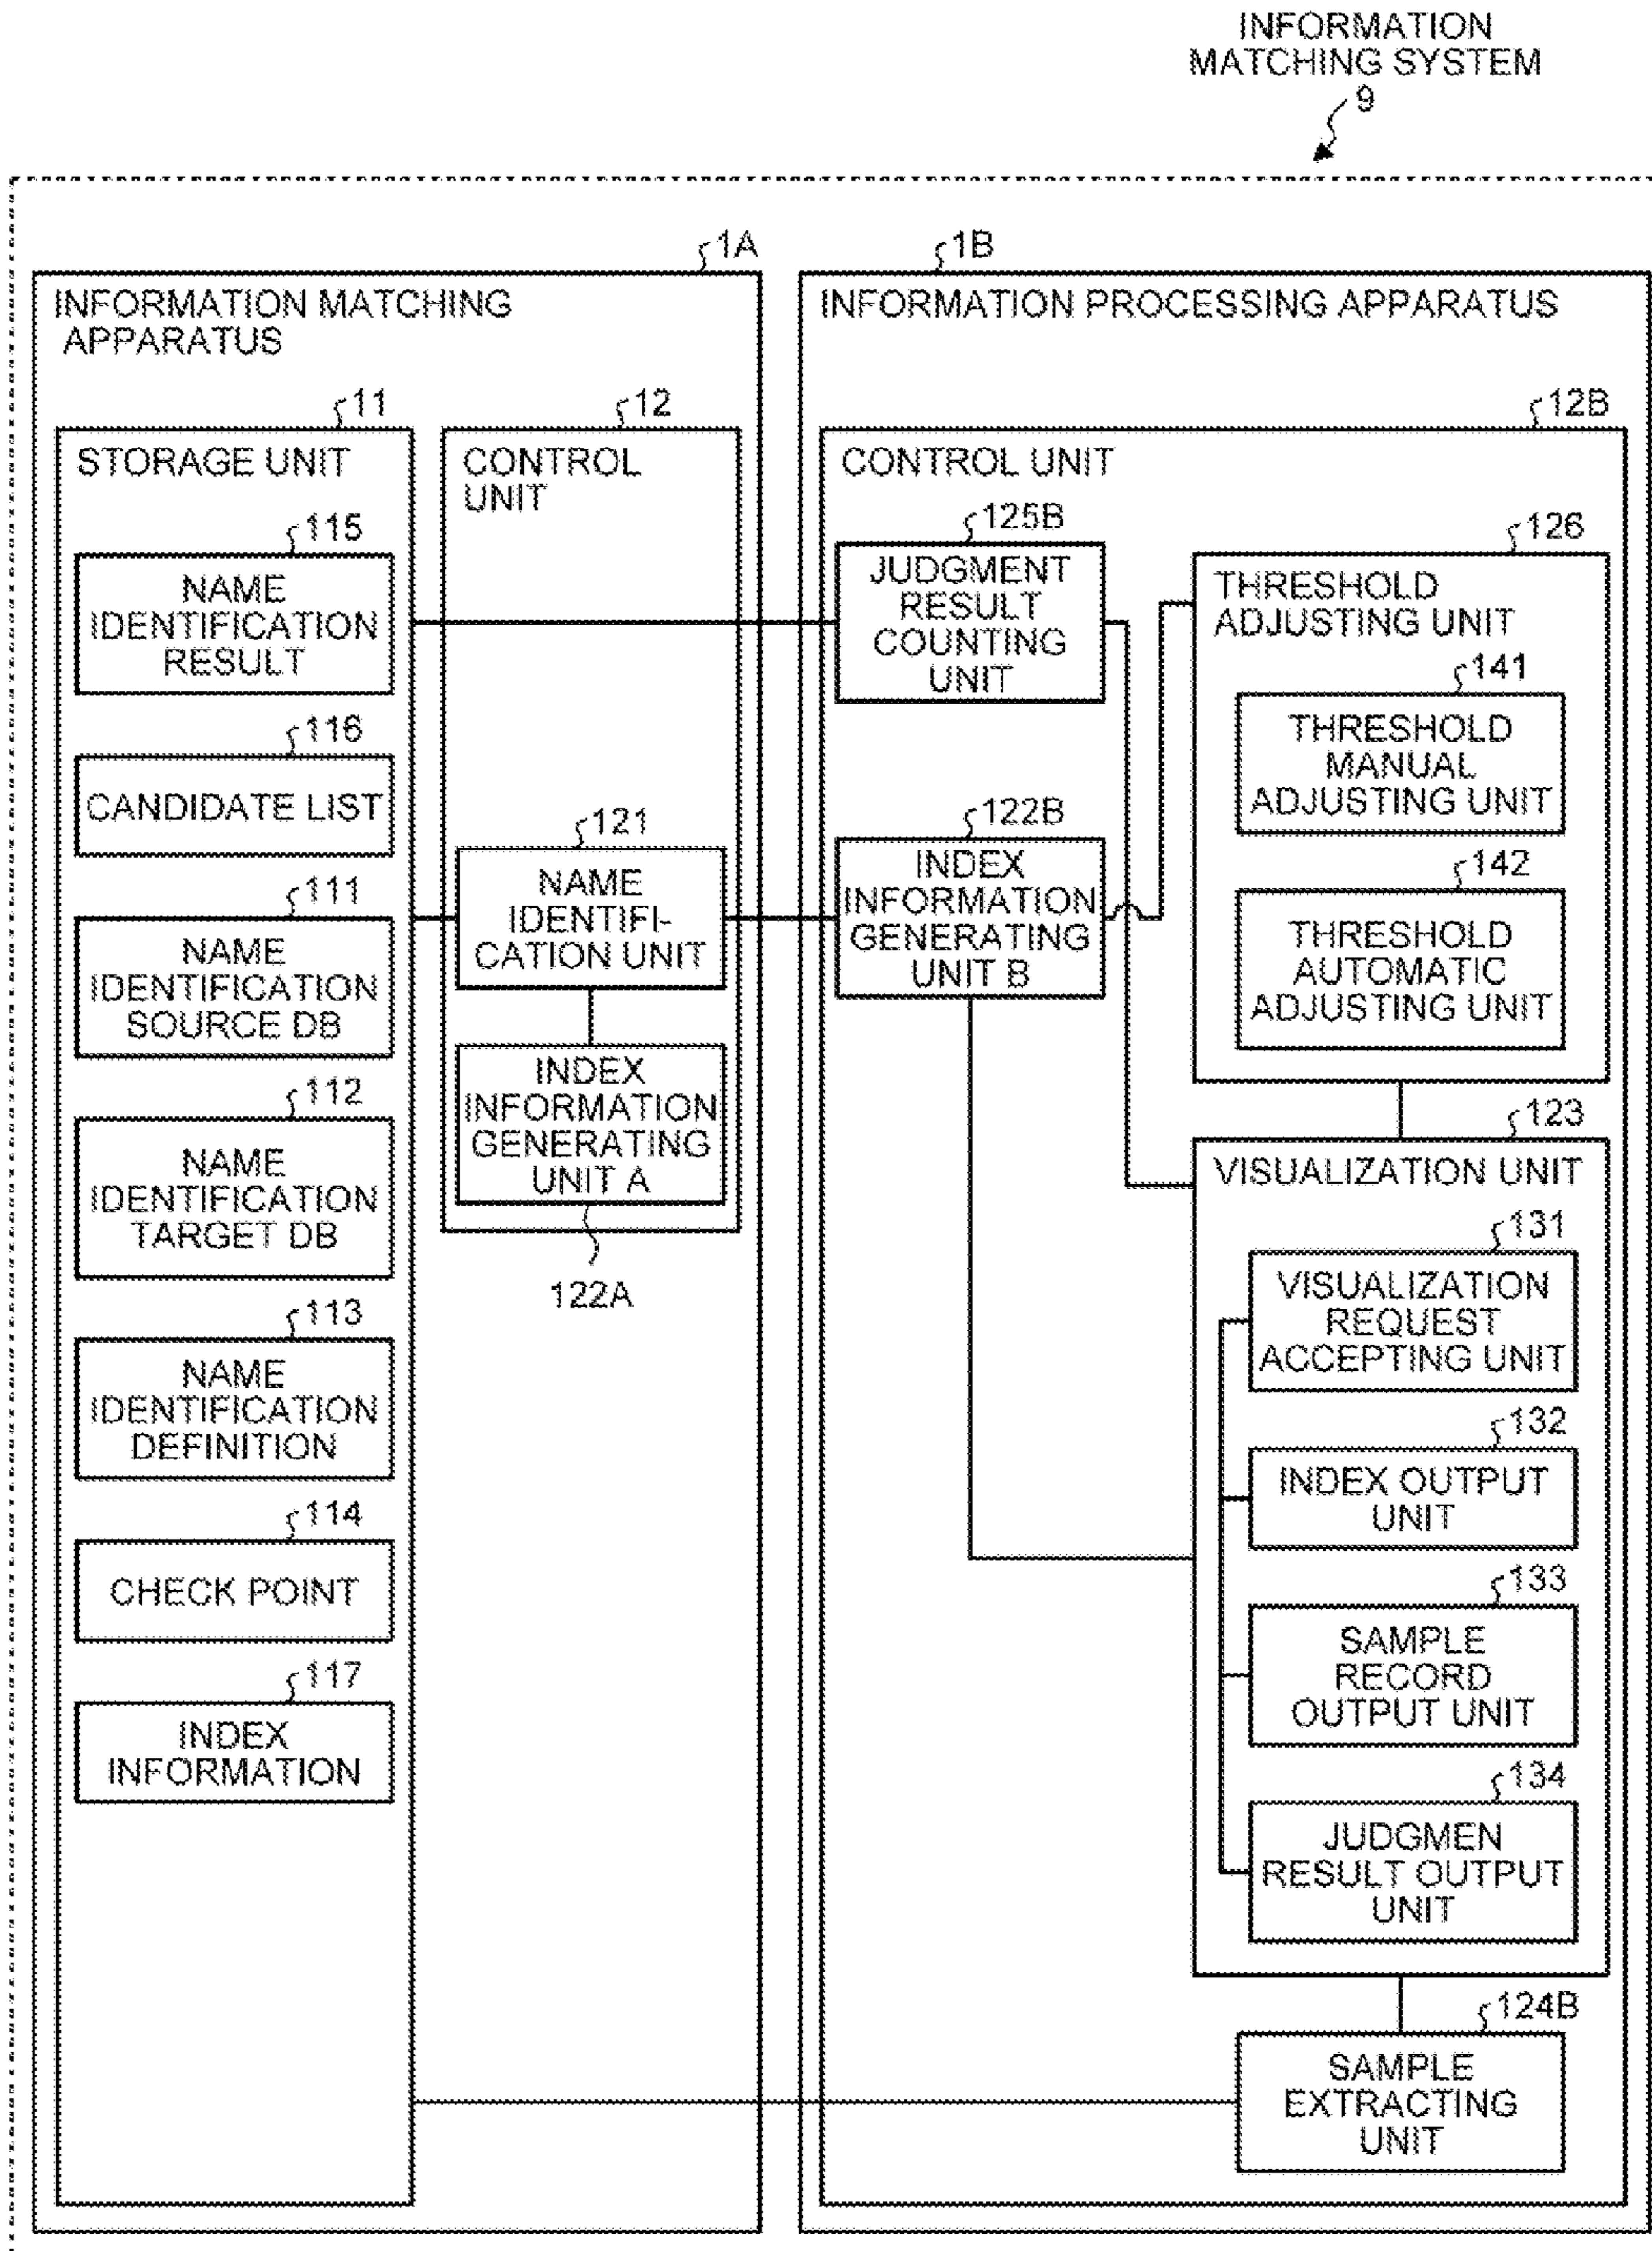 INFORMATION
MATCHING SYSTEM
9
1A
INFORMATION MATCHING
APPARATUS
11
STORAGE UNIT
115
NAME
IDENTIFICATION
RESULT
116
CANDIDATE LIST
111
NAME
IDENTIFICATION
SOURCE DB
112
NAME
IDENTIFICATION
TARGET DB
113
NAME
IDENTIFICATION
DEFINITION
114
CHECK POINT
117
INDEX
INFORMATION
12
CONTROL
UNIT
121
NAME
IDENTIFI-
CATION UNIT
INDEX
INFORMATION
GENERATING
UNIT A
122A
1B
INFORMATION PROCESSING APPARATUS
12B
CONTROL UNIT
125B
JUDGMENT
RESULT
COUNTING
UNIT
122B
INDEX
INFORMATION
GENERATING
UNIT B
126
THRESHOLD
ADJUSTING UNIT
141
THRESHOLD
MANUAL
ADJUSTING UNIT
142
THRESHOLD
AUTOMATIC
ADJUSTING UNIT
123
VISUALIZATION UNIT
131
VISUALIZATION
REQUEST
ACCEPTING UNIT
132
INDEX OUTPUT
UNIT
133
SAMPLE
RECORD
OUTPUT UNIT
134
JUDGMEN
RESULT OUTPUT
UNIT
124B
SAMPLE
EXTRACTING
UNIT